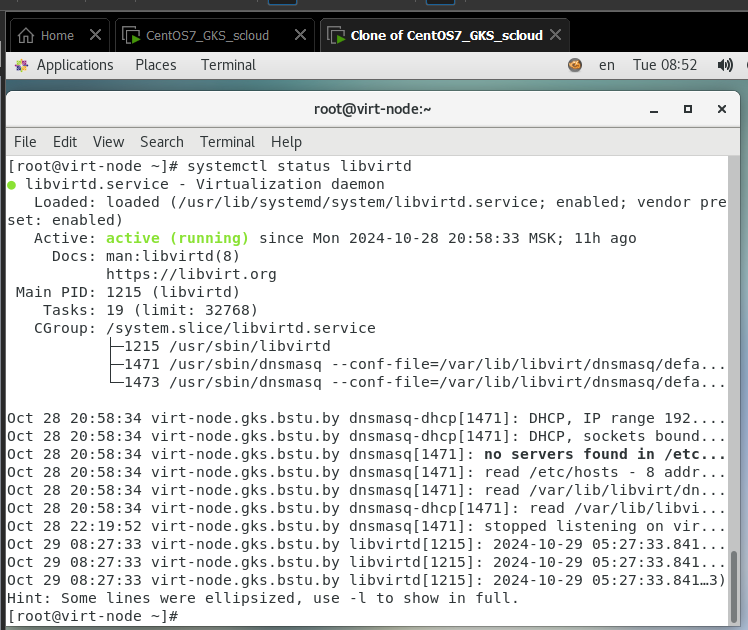 Home CentOS7_GKS_scloud Clone of CentOS7_GKS_scloud
Applications Places Terminal en Tue 08:52
root@virt-node:~
File Edit View Search Terminal Help
[root@virt-node ~]# systemctl status libvirtd
● libvirtd.service - Virtualization daemon
   Loaded: loaded (/usr/lib/systemd/system/libvirtd.service; enabled; vendor pre
set: enabled)
   Active: active (running) since Mon 2024-10-28 20:58:33 MSK; 11h ago
     Docs: man:libvirtd(8)
           https://libvirt.org
 Main PID: 1215 (libvirtd)
    Tasks: 19 (limit: 32768)
   CGroup: /system.slice/libvirtd.service
           ├─1215 /usr/sbin/libvirtd
           ├─1471 /usr/sbin/dnsmasq --conf-file=/var/lib/libvirt/dnsmasq/defa...
           └─1473 /usr/sbin/dnsmasq --conf-file=/var/lib/libvirt/dnsmasq/defa...
Oct 28 20:58:34 virt-node.gks.bstu.by dnsmasq-dhcp[1471]: DHCP, IP range 192....
Oct 28 20:58:34 virt-node.gks.bstu.by dnsmasq-dhcp[1471]: DHCP, sockets bound...
Oct 28 20:58:34 virt-node.gks.bstu.by dnsmasq[1471]: no servers found in /etc...
Oct 28 20:58:34 virt-node.gks.bstu.by dnsmasq[1471]: read /etc/hosts - 8 addr...
Oct 28 20:58:34 virt-node.gks.bstu.by dnsmasq[1471]: read /var/lib/libvirt/dn...
Oct 28 20:58:34 virt-node.gks.bstu.by dnsmasq-dhcp[1471]: read /var/lib/libvi...
Oct 28 22:19:52 virt-node.gks.bstu.by dnsmasq[1471]: stopped listening on vir...
Oct 29 08:27:33 virt-node.gks.bstu.by libvirtd[1215]: 2024-10-29 05:27:33.841...
Oct 29 08:27:33 virt-node.gks.bstu.by libvirtd[1215]: 2024-10-29 05:27:33.841...
Oct 29 08:27:33 virt-node.gks.bstu.by libvirtd[1215]: 2024-10-29 05:27:33.841…3)
Hint: Some lines were ellipsized, use -l to show in full.
[root@virt-node ~]#